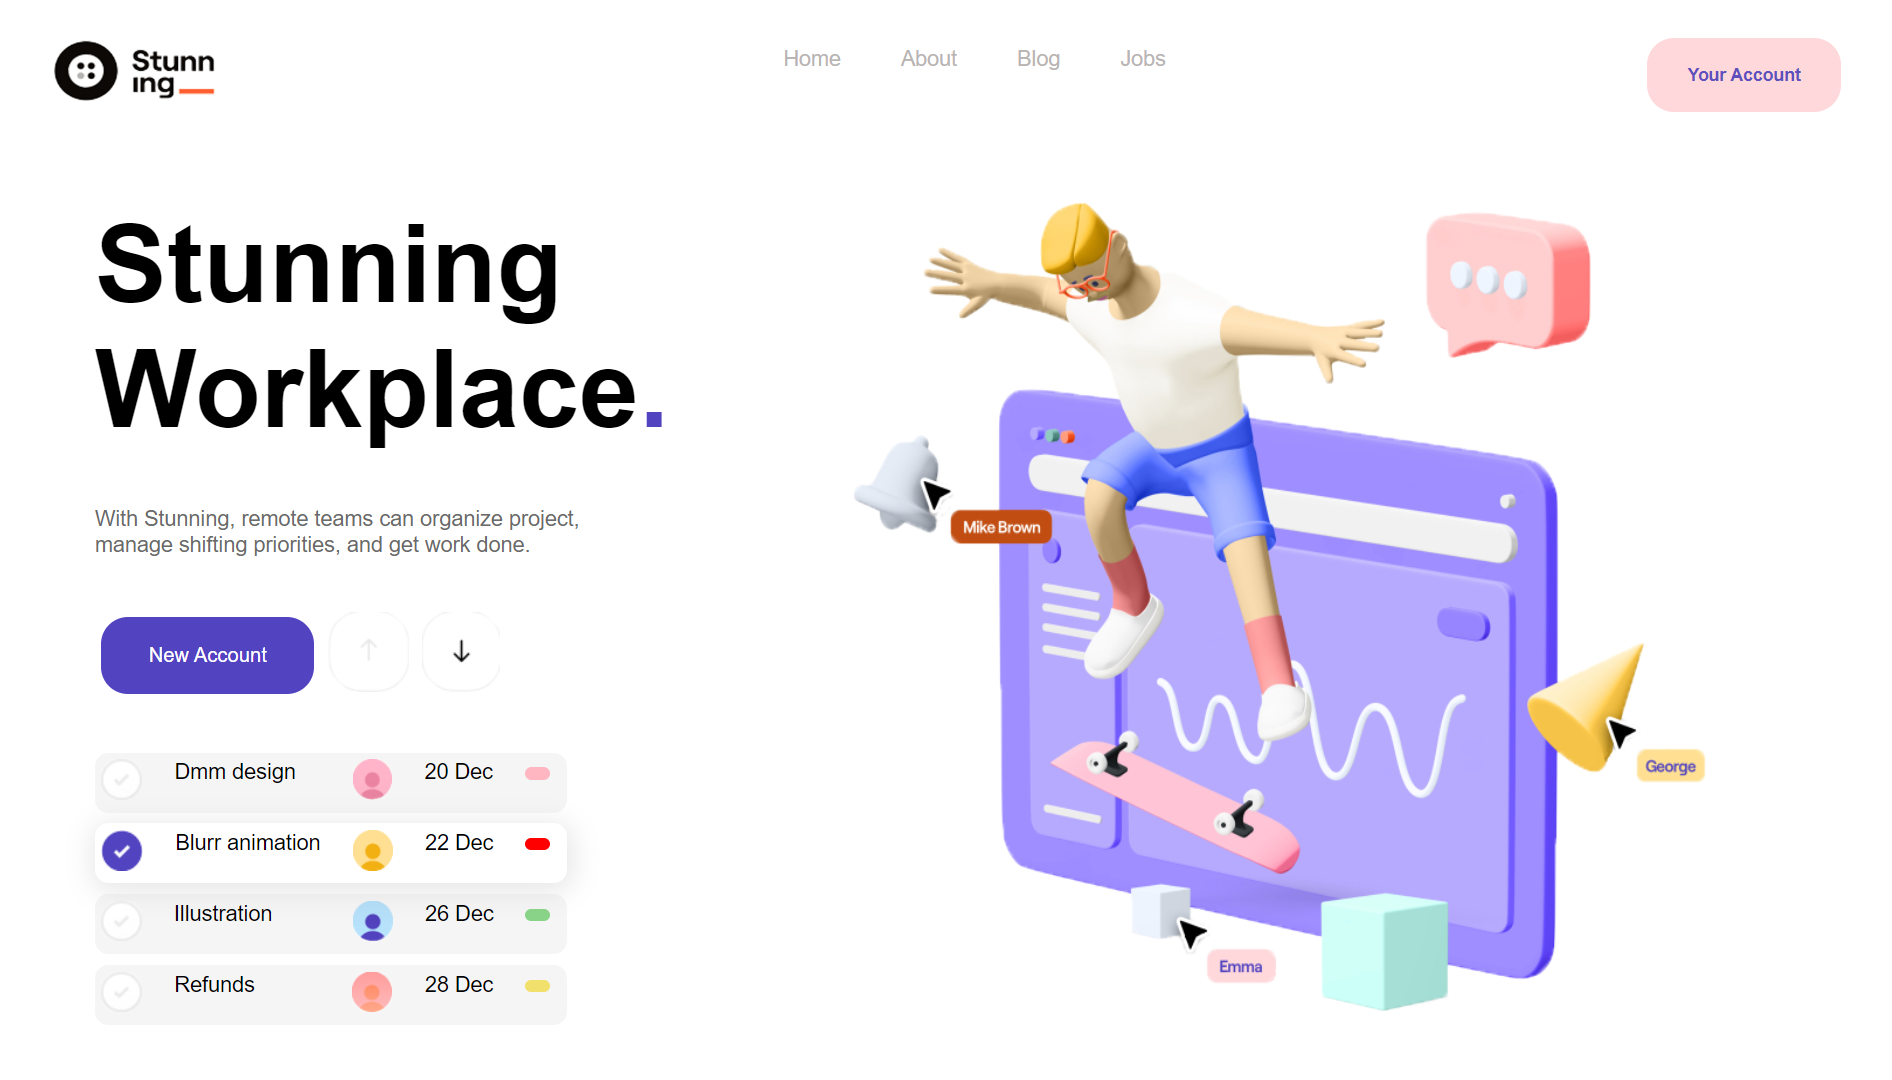 Stunn
ing
Home
About
Blog
Jobs
Your Account
Stunning
Workplace.
With Stunning, remote teams can organize project,
manage shifting priorities, and get work done.
New Account
Dmm design
20 Dec
Blurr animation
22 Dec
Illustration
26 Dec
Refunds
28 Dec
Mike Brown
George
Emma